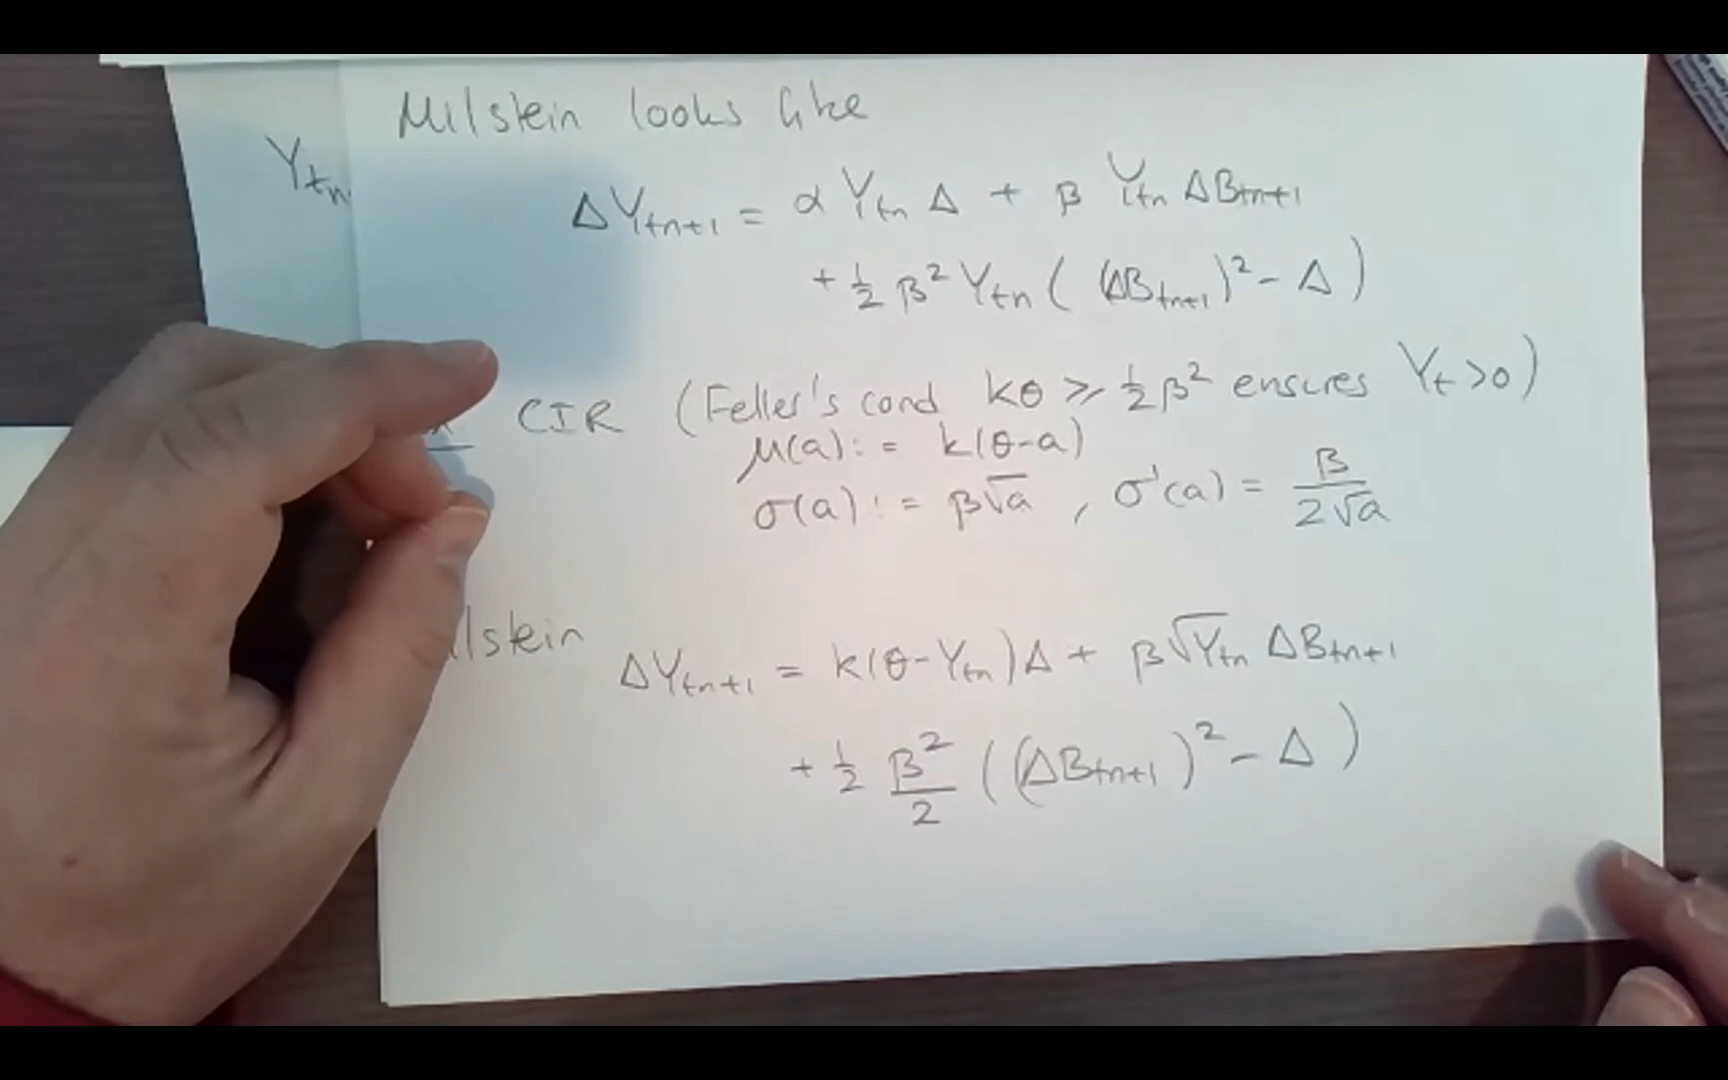 Milstein looks like
Ytn
ΔYtn+1 = αYtn Δ + β Ytn ΔBtn+1
+ ½ β² Ytn ( (ΔBtn+1)² - Δ )
CIR (Feller's cond kθ ≥ ½β² ensures Yt>0)
μ(a) := k(θ-a)
σ(a) := β√a , σ'(a) = β/2√a
lstein
ΔYtn+1 = k(θ-Ytn)Δ + β√Ytn ΔBtn+1
+ ½ β²/2 ((ΔBtn+1)² - Δ)